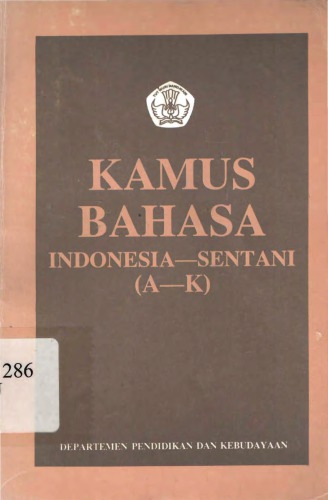 KAMUS
BAHASA
INDONESIA—SENTANI
(A—K)
286
DEPARTEMEN PENDIDIKAN DAN KEBUDAYAAN